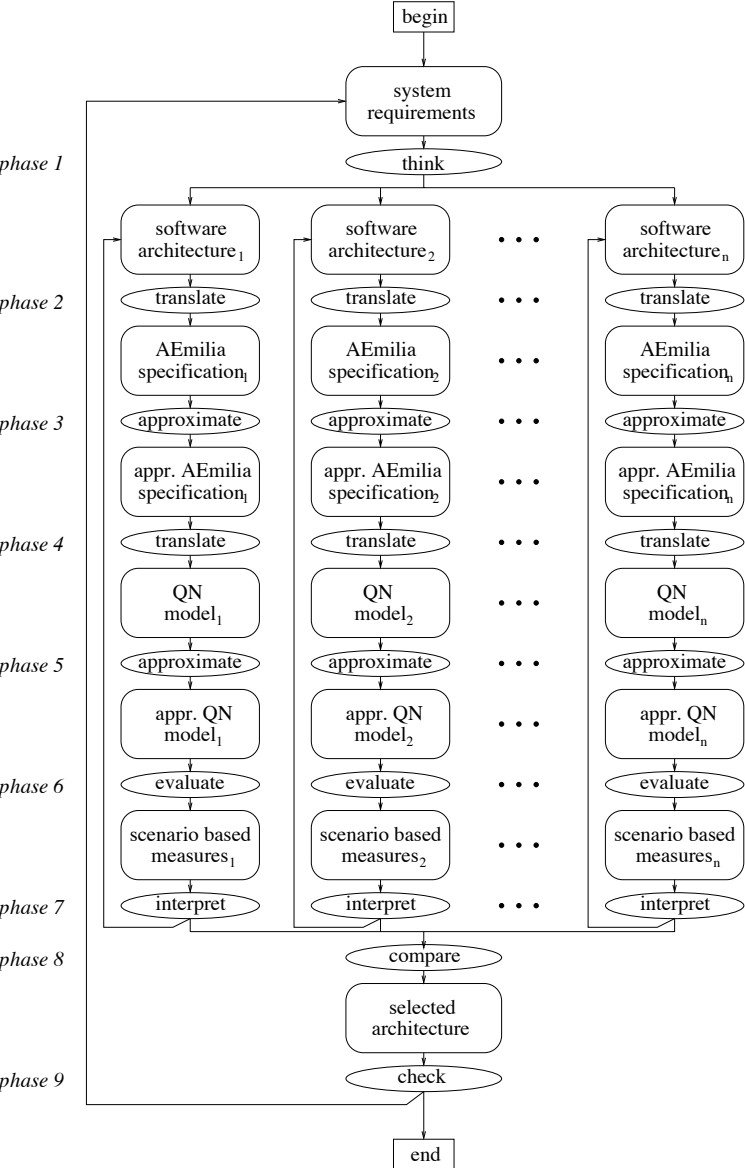 begin
system
requirements
phase 1
think
software
architecture1
software
architecture2
software
architecturen
phase 2
translate
translate
translate
AEmilia
specification1
AEmilia
specification2
AEmilia
specificationn
phase 3
approximate
approximate
approximate
appr. AEmilia
specification1
appr. AEmilia
specification2
appr. AEmilia
specificationn
phase 4
translate
translate
translate
QN
model1
QN
model2
QN
modeln
phase 5
approximate
approximate
approximate
appr. QN
model1
appr. QN
model2
appr. QN
modeln
phase 6
evaluate
evaluate
evaluate
scenario based
measures1
scenario based
measures2
scenario based
measuresn
phase 7
interpret
interpret
interpret
phase 8
compare
selected
architecture
phase 9
check
end